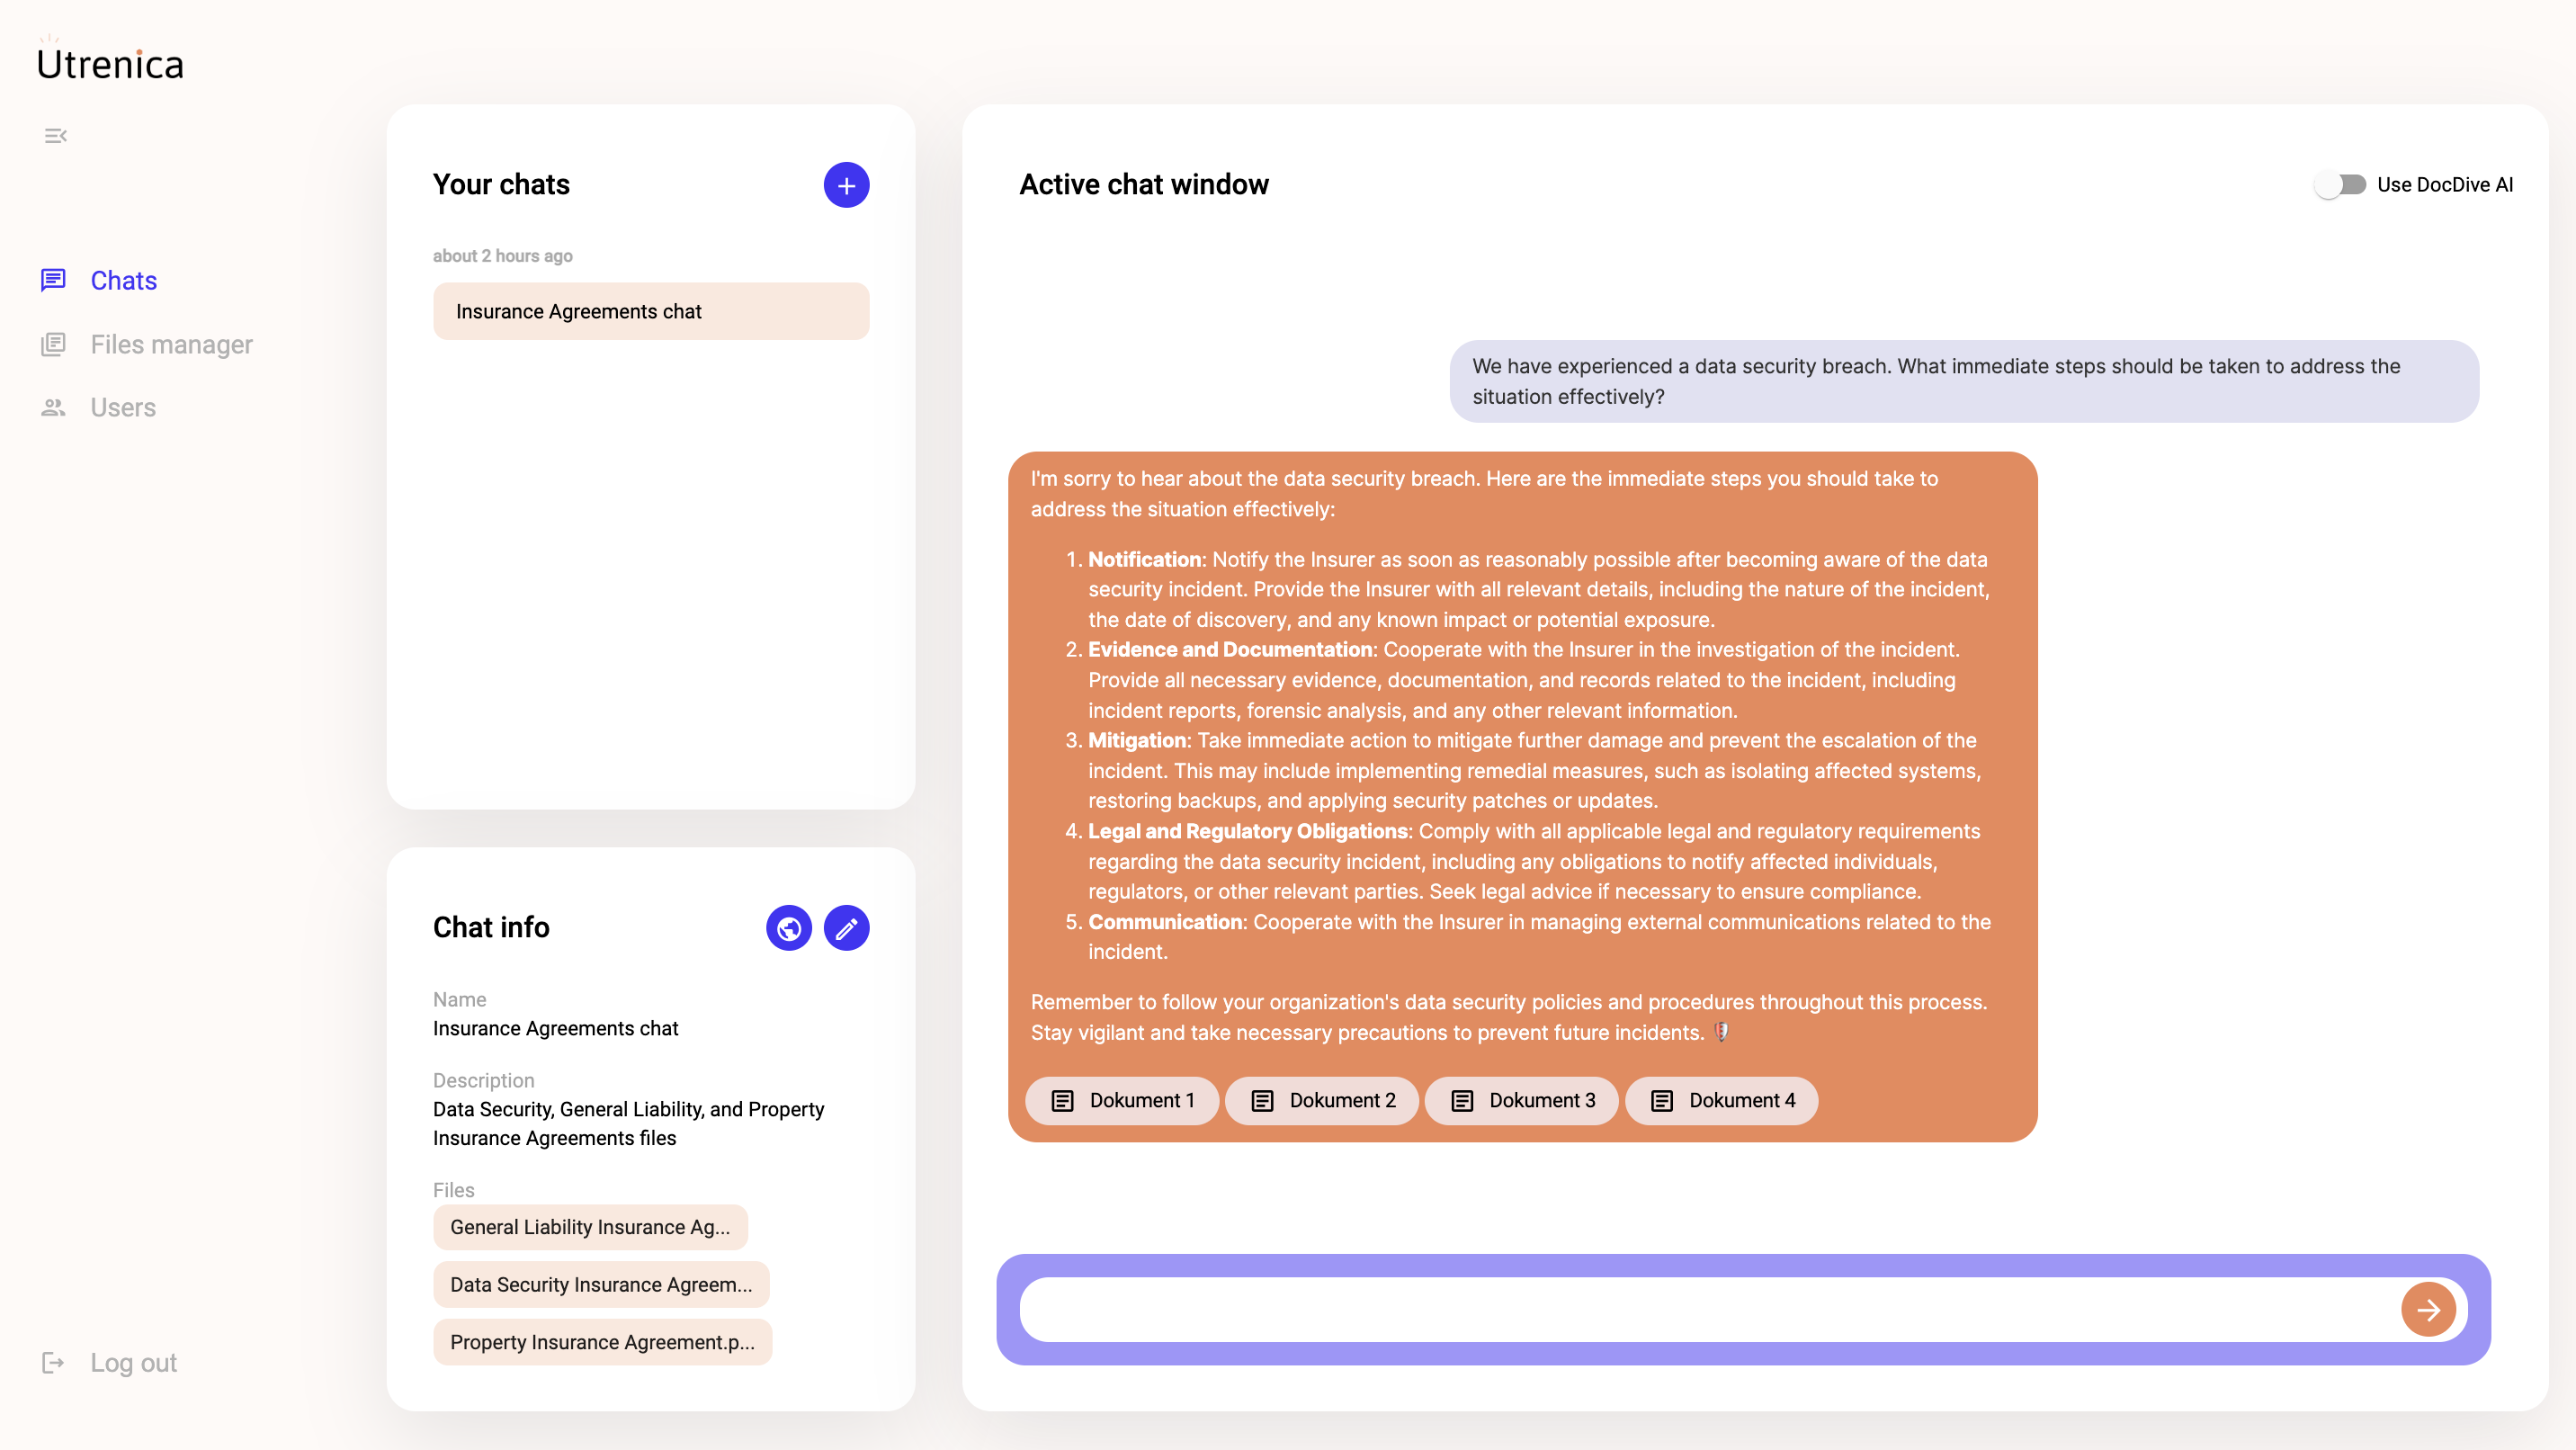 Utrenica
Chats
Files manager
Users
Log out
Your chats
about 2 hours ago
Insurance Agreements chat
Chat info
Name
Insurance Agreements chat
Description
Data Security, General Liability, and Property
Insurance Agreements files
Files
General Liability Insurance Ag...
Data Security Insurance Agreem...
Property Insurance Agreement.p...
Active chat window
Use DocDive AI
We have experienced a data security breach. What immediate steps should be taken to address the
situation effectively?
I'm sorry to hear about the data security breach. Here are the immediate steps you should take to
address the situation effectively:
1. Notification: Notify the Insurer as soon as reasonably possible after becoming aware of the data
security incident. Provide the Insurer with all relevant details, including the nature of the incident,
the date of discovery, and any known impact or potential exposure.
2. Evidence and Documentation: Cooperate with the Insurer in the investigation of the incident.
Provide all necessary evidence, documentation, and records related to the incident, including
incident reports, forensic analysis, and any other relevant information.
3. Mitigation: Take immediate action to mitigate further damage and prevent the escalation of the
incident. This may include implementing remedial measures, such as isolating affected systems,
restoring backups, and applying security patches or updates.
4. Legal and Regulatory Obligations: Comply with all applicable legal and regulatory requirements
regarding the data security incident, including any obligations to notify affected individuals,
regulators, or other relevant parties. Seek legal advice if necessary to ensure compliance.
5. Communication: Cooperate with the Insurer in managing external communications related to the
incident.
Remember to follow your organization's data security policies and procedures throughout this process.
Stay vigilant and take necessary precautions to prevent future incidents. 🛡️
Dokument 1
Dokument 2
Dokument 3
Dokument 4